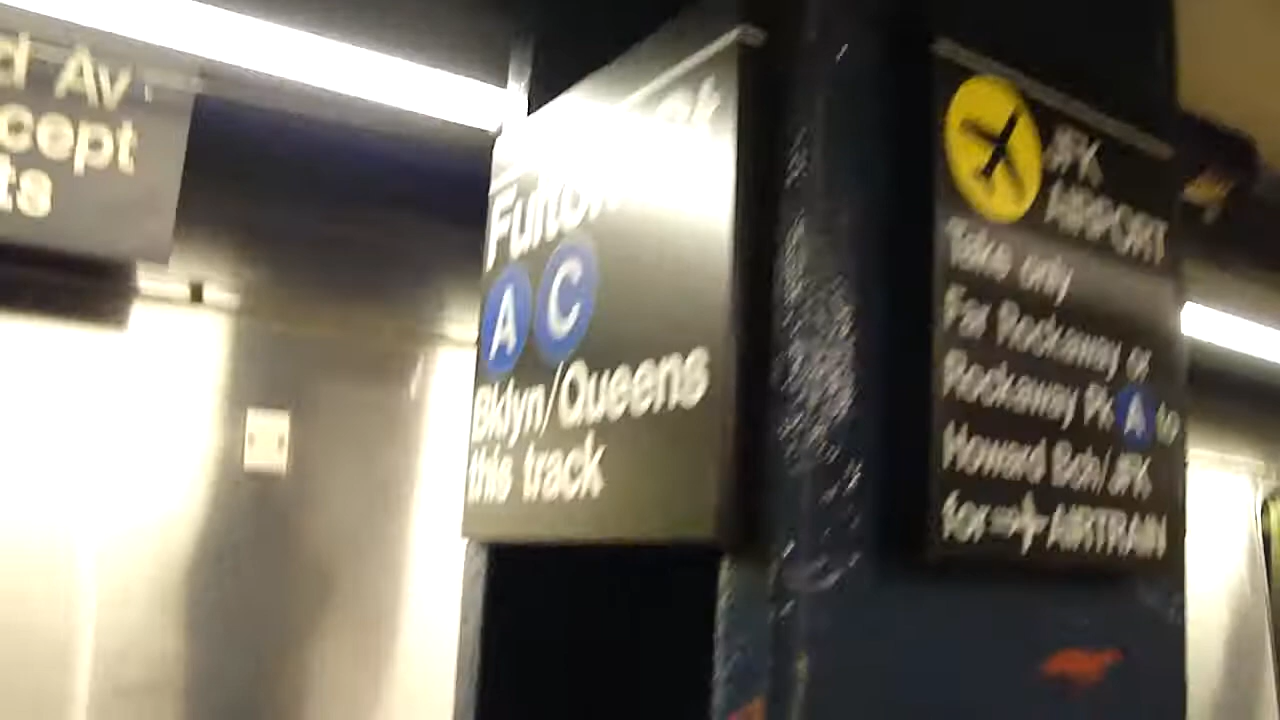 d Av
cept
ts
Fulton
A C
Bklyn/Queens
this track
JFK
AIRPORT
Take only
Far Rockaway or
Rockaway Pk A to
Howard Bch/JFK
for AIRTRAIN